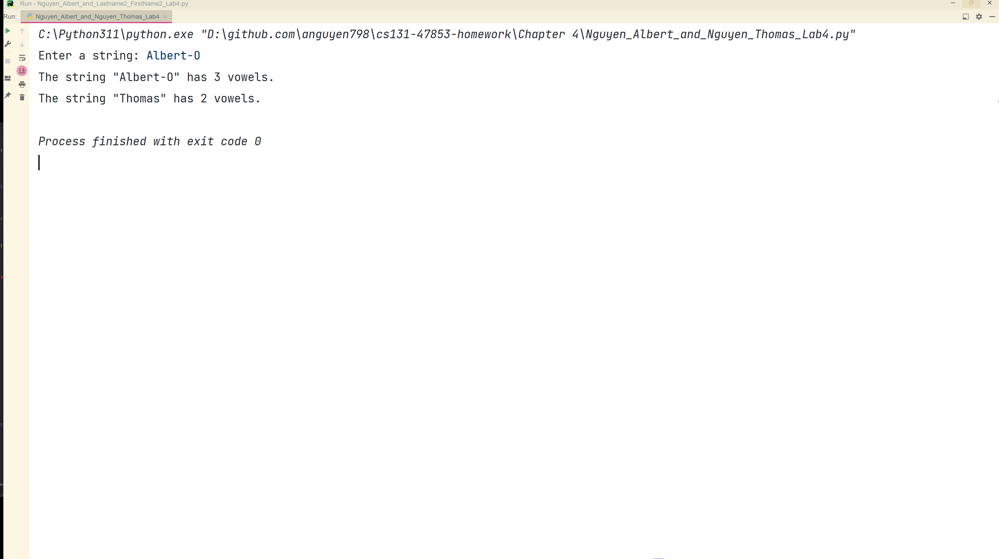 Run - Nguyen_Albert_and_Lastname2_FirstName2_Lab4.py
Run: Nguyen_Albert_and_Nguyen_Thomas_Lab4
C:\Python311\python.exe "D:\github.com\anguyen798\cs131-47853-homework\Chapter 4\Nguyen_Albert_and_Nguyen_Thomas_Lab4.py"
Enter a string: Albert-O
The string "Albert-O" has 3 vowels.
The string "Thomas" has 2 vowels.
Process finished with exit code 0